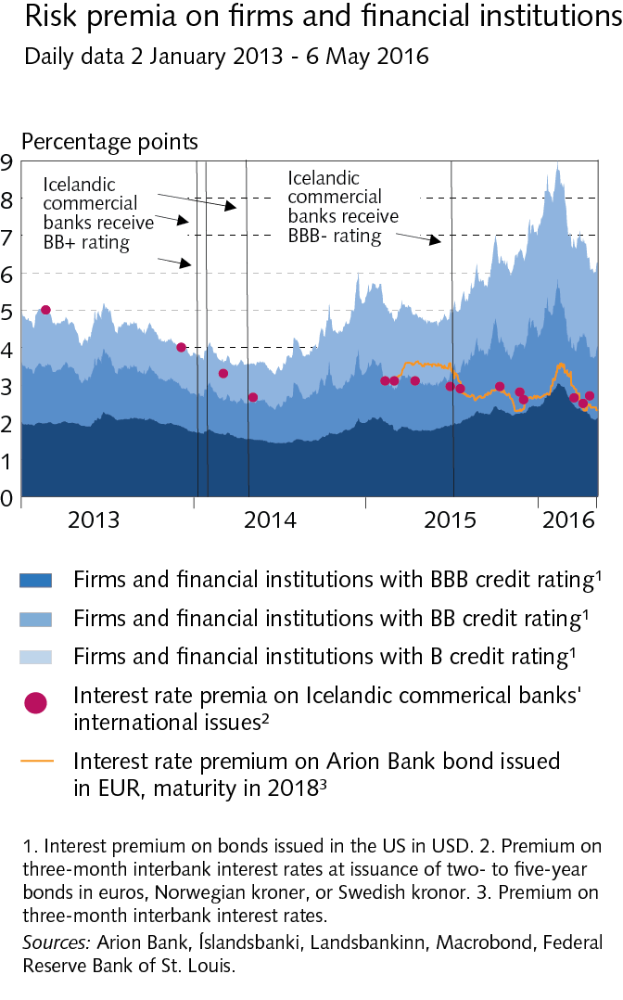 Risk premia on firms and financial institutions
Daily data 2 January 2013 - 6 May 2016
Percentage points
9
8
7
6
5
4
3
2
1
0
Icelandic
commercial
banks receive
BB+ rating
Icelandic
commercial
banks receive
BBB- rating
2013
2014
2015
2016
Firms and financial institutions with BBB credit rating¹
Firms and financial institutions with BB credit rating¹
Firms and financial institutions with B credit rating¹
Interest rate premia on Icelandic commerical banks'
international issues²
Interest rate premium on Arion Bank bond issued
in EUR, maturity in 2018³
1. Interest premium on bonds issued in the US in USD. 2. Premium on
three-month interbank interest rates at issuance of two- to five-year
bonds in euros, Norwegian kroner, or Swedish kronor. 3. Premium on
three-month interbank interest rates.
Sources: Arion Bank, Íslandsbanki, Landsbankinn, Macrobond, Federal
Reserve Bank of St. Louis.